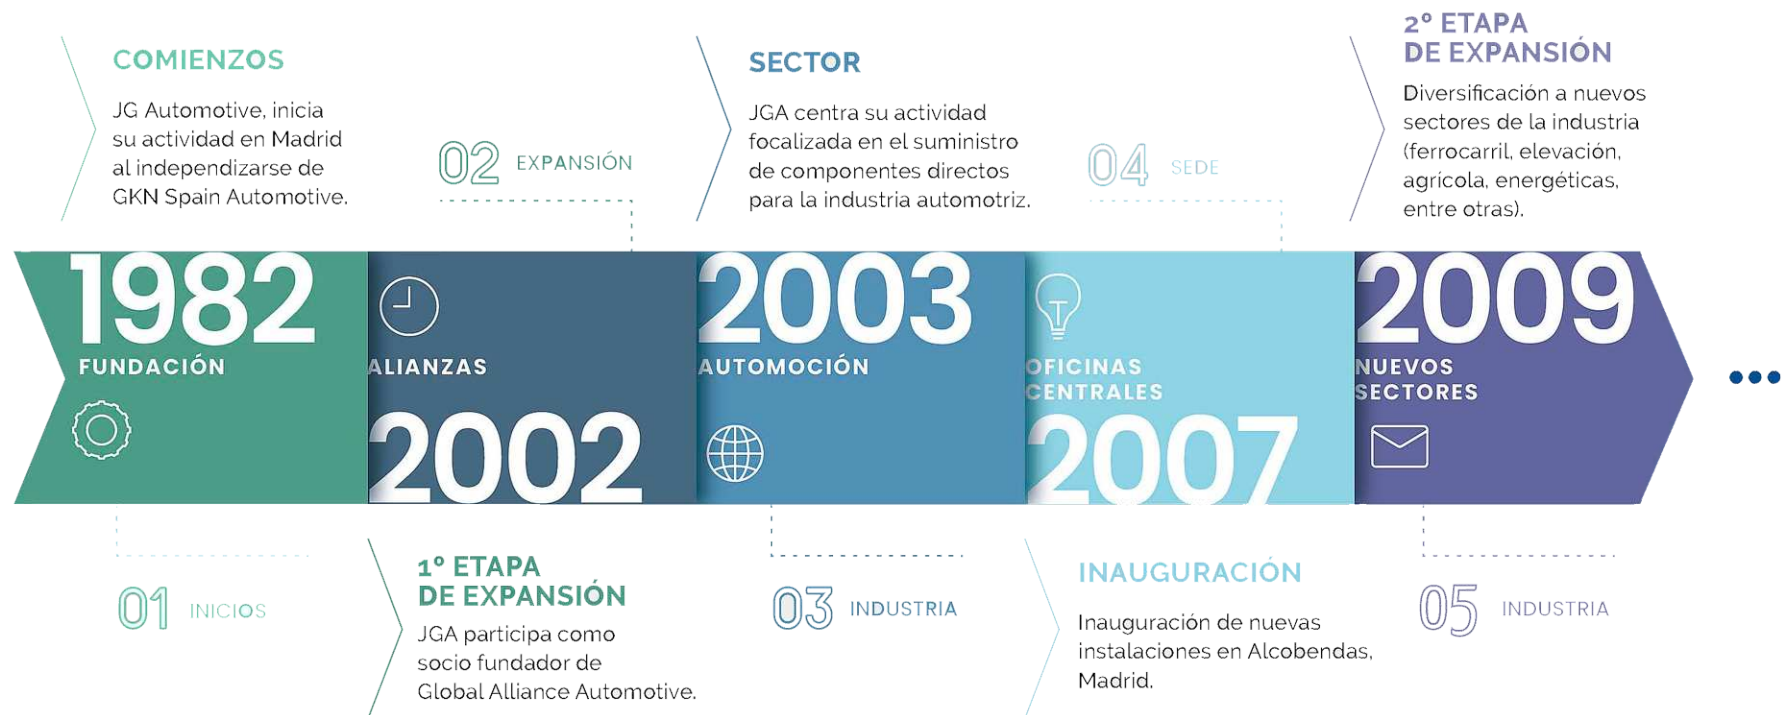 COMIENZOS
JG Automotive, inicia
su actividad en Madrid
al independizarse de
GKN Spain Automotive.
1982
FUNDACIÓN
01 INICIOS
02 EXPANSIÓN
ALIANZAS
2002
1º ETAPA
DE EXPANSIÓN
JGA participa como
socio fundador de
Global Alliance Automotive.
SECTOR
JGA centra su actividad
focalizada en el suministro
de componentes directos
para la industria automotriz.
2003
AUTOMOCIÓN
03 INDUSTRIA
04 SEDE
OFICINAS
CENTRALES
2007
INAUGURACIÓN
Inauguración de nuevas
instalaciones en Alcobendas,
Madrid.
2º ETAPA
DE EXPANSIÓN
Diversificación a nuevos
sectores de la industria
(ferrocarril, elevación,
agrícola, energéticas,
entre otras).
2009
NUEVOS
SECTORES
05 INDUSTRIA